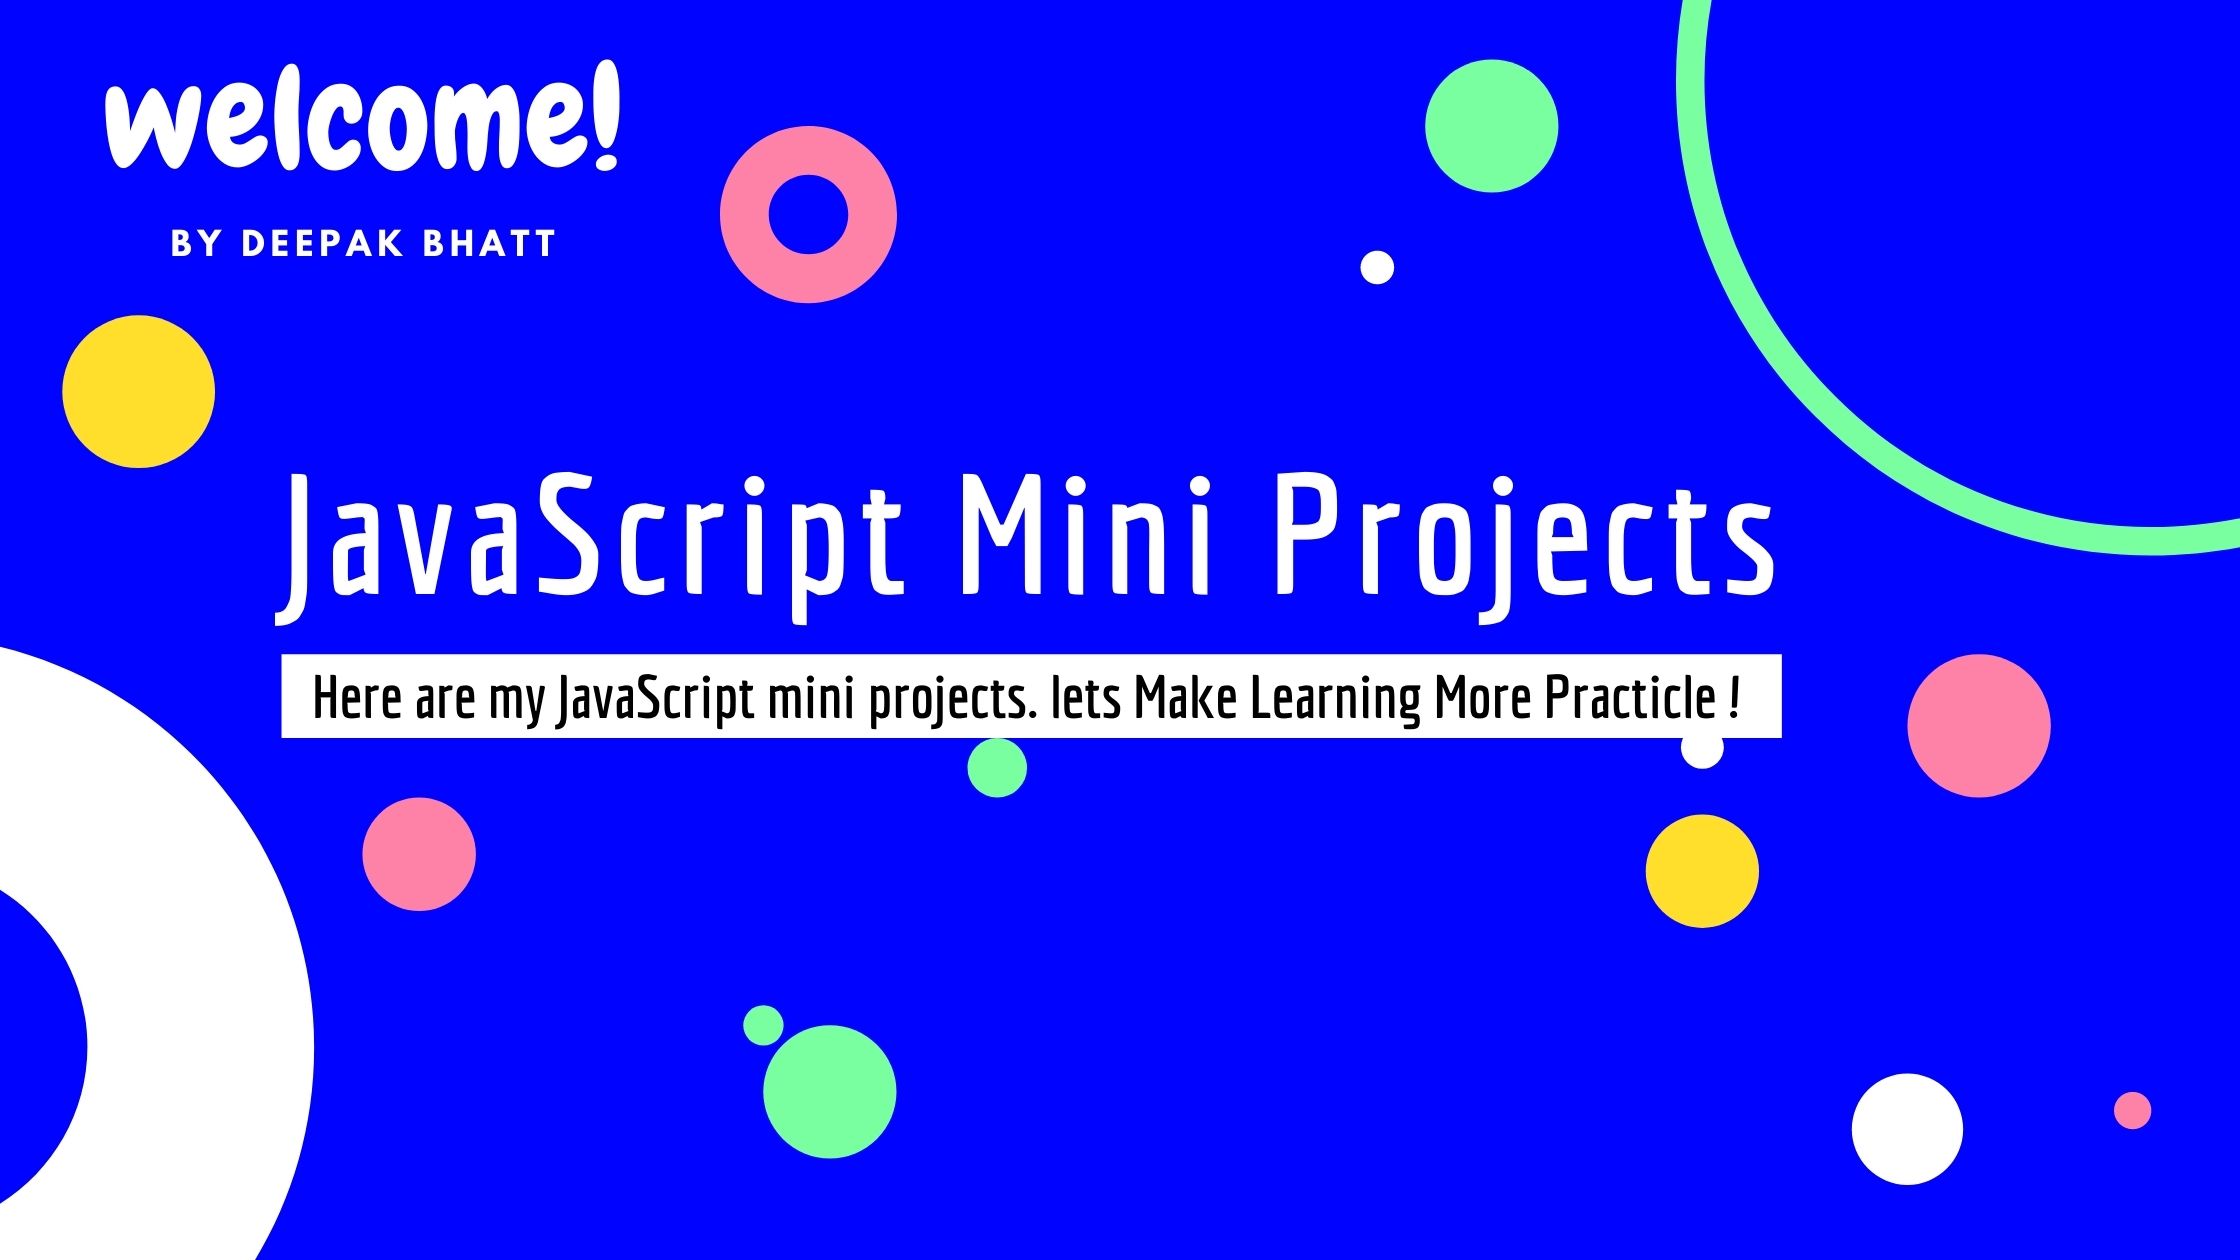 welcome!
BY DEEPAK BHATT
JavaScript Mini Projects
Here are my JavaScript mini projects. lets Make Learning More Practicle !